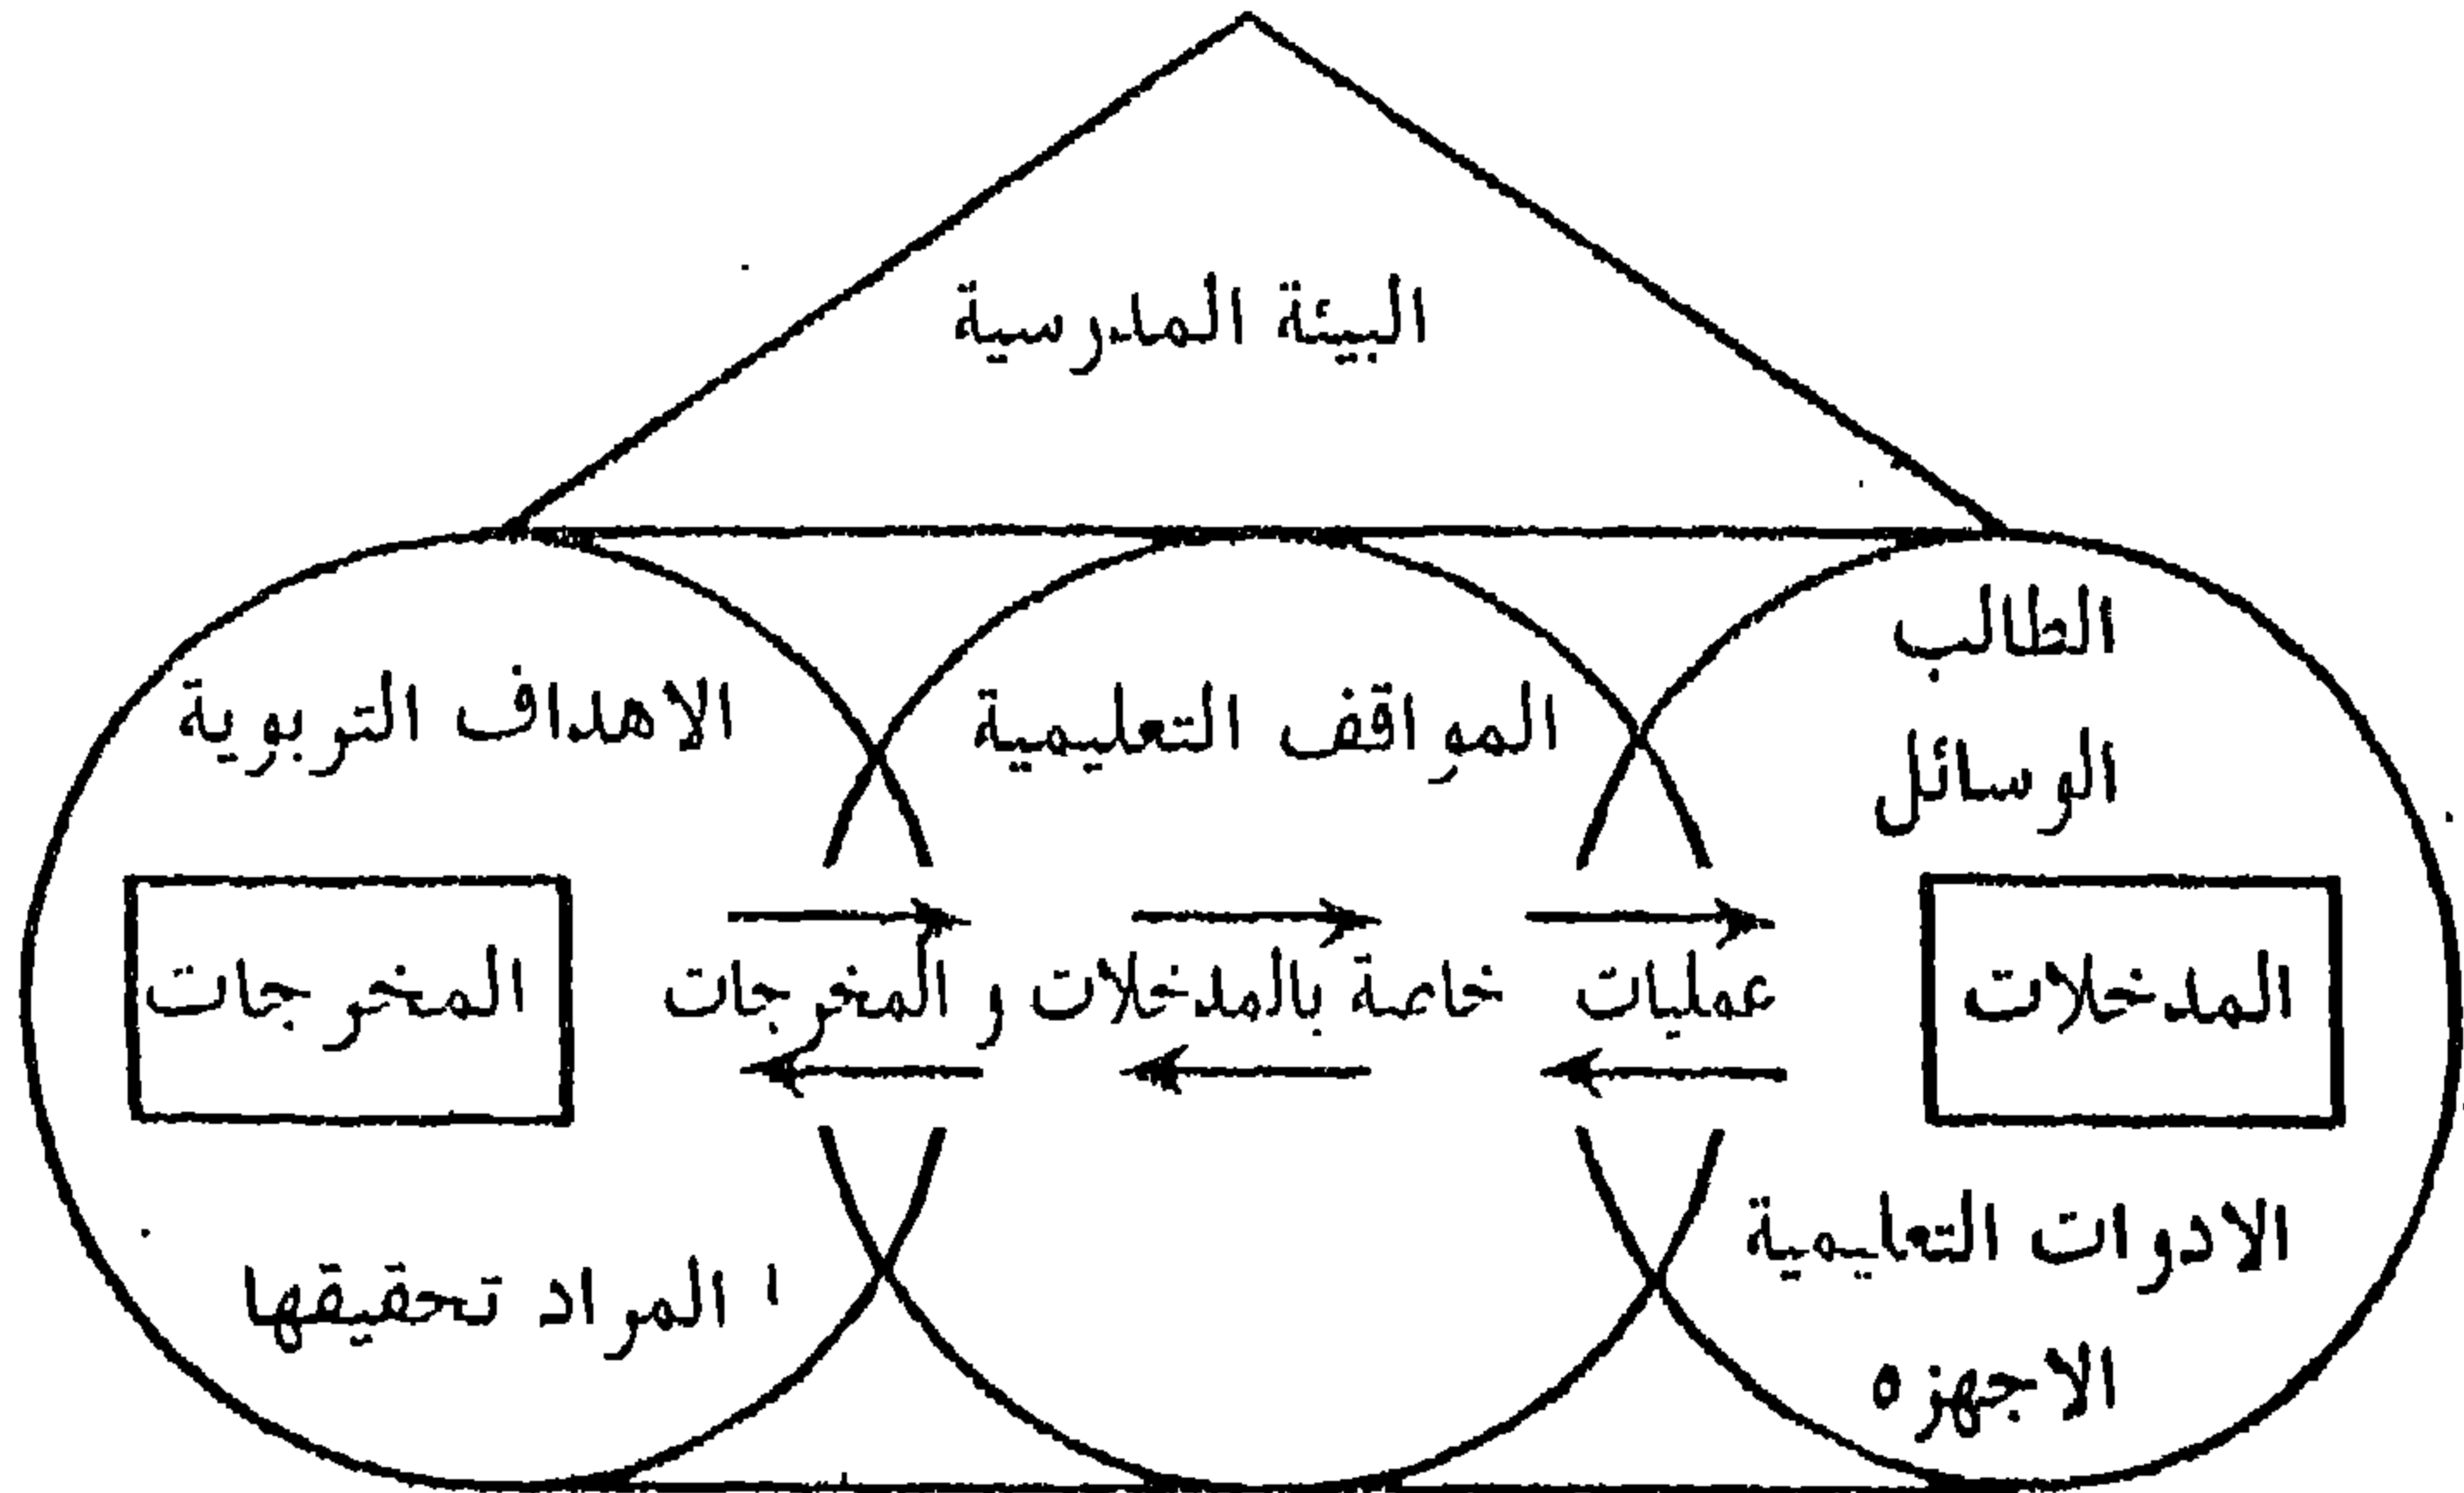 البيئة المدرسية
الطالب
الوسائل
المدخلات
الادوات التعليمية
الاجهزه
المواقف التعليمية
عمليات خاصة بالمدخلات و المخرجات
الاهداف التربوية
المخرجات
ا المراد تحقيقها